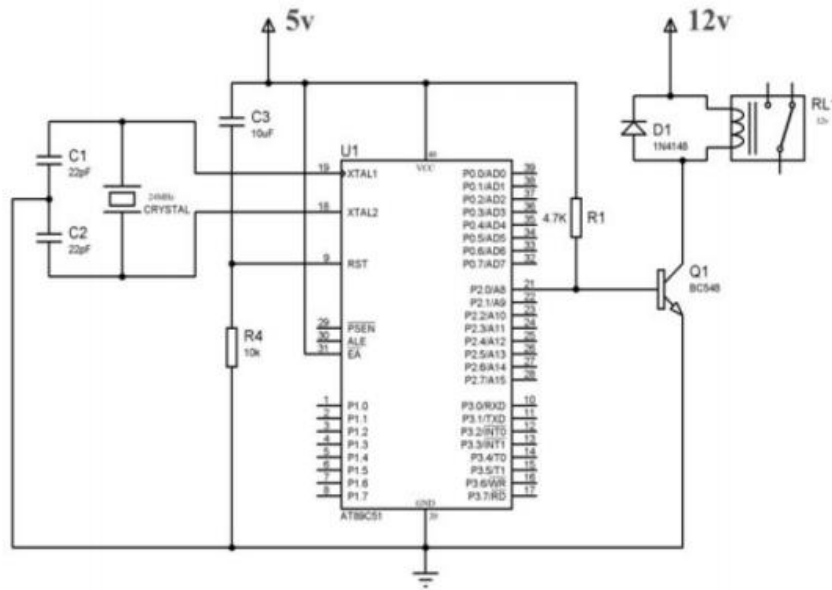 5v
12v
C3
10uF
C1
22pF
24MHz
CRYSTAL
C2
22pF
R4
10k
U1
19 XTAL1
18 XTAL2
9 RST
29 PSEN
30 ALE
31 EA
1 P1.0
2 P1.1
3 P1.2
4 P1.3
5 P1.4
6 P1.5
7 P1.6
8 P1.7
AT89C51
40
VCC
P0.0/AD0 39
P0.1/AD1 38
P0.2/AD2 37
P0.3/AD3 36
P0.4/AD4 35
P0.5/AD5 34
P0.6/AD6 33
P0.7/AD7 32
P2.0/A8 21
P2.1/A9 22
P2.2/A10 23
P2.3/A11 24
P2.4/A12 25
P2.5/A13 26
P2.6/A14 27
P2.7/A15 28
P3.0/RXD 10
P3.1/TXD 11
P3.2/INT0 12
P3.3/INT1 13
P3.4/T0 14
P3.5/T1 15
P3.6/WR 16
P3.7/RD 17
GND
20
4.7K R1
D1
1N4148
RL1
12v
Q1
BC548